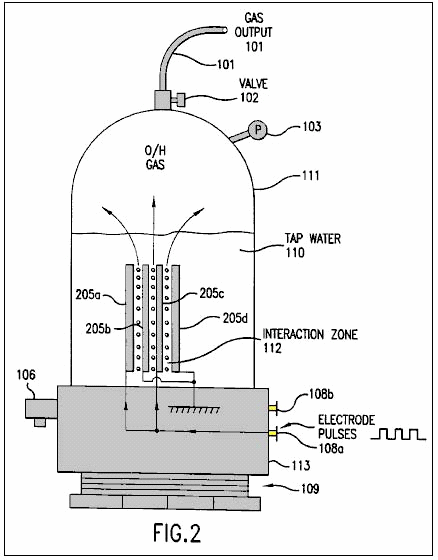 GAS
OUTPUT
101
101
VALVE
102
P
103
O/H
GAS
111
TAP WATER
110
205a
205c
205b
205d
INTERACTION ZONE
112
106
108b
ELECTRODE
PULSES
108a
113
109
FIG.2